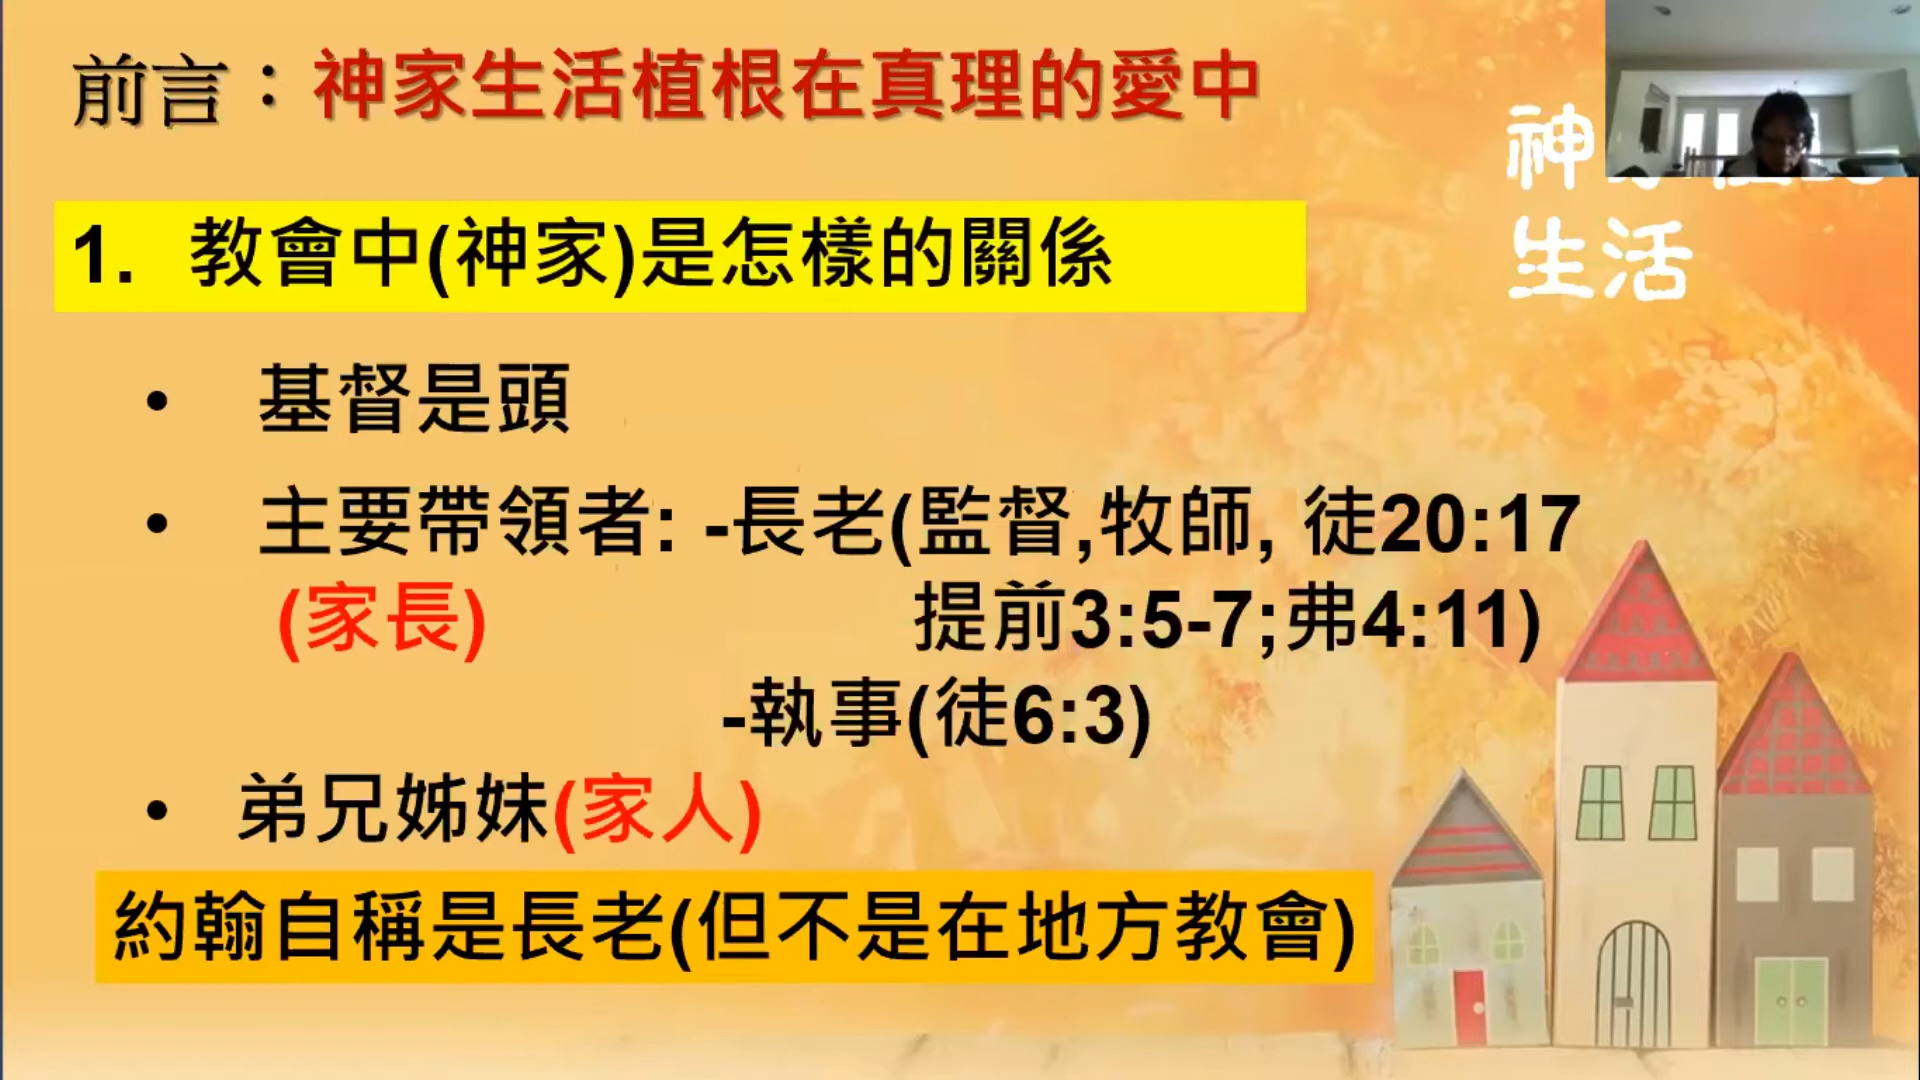 前言：神家生活植根在真理的愛中
神
生活
1. 教會中(神家)是怎樣的關係
• 基督是頭
• 主要帶領者: -長老(監督,牧師, 徒20:17
(家長) 提前3:5-7;弗4:11)
-執事(徒6:3)
• 弟兄姊妹(家人)
約翰自稱是長老(但不是在地方教會)